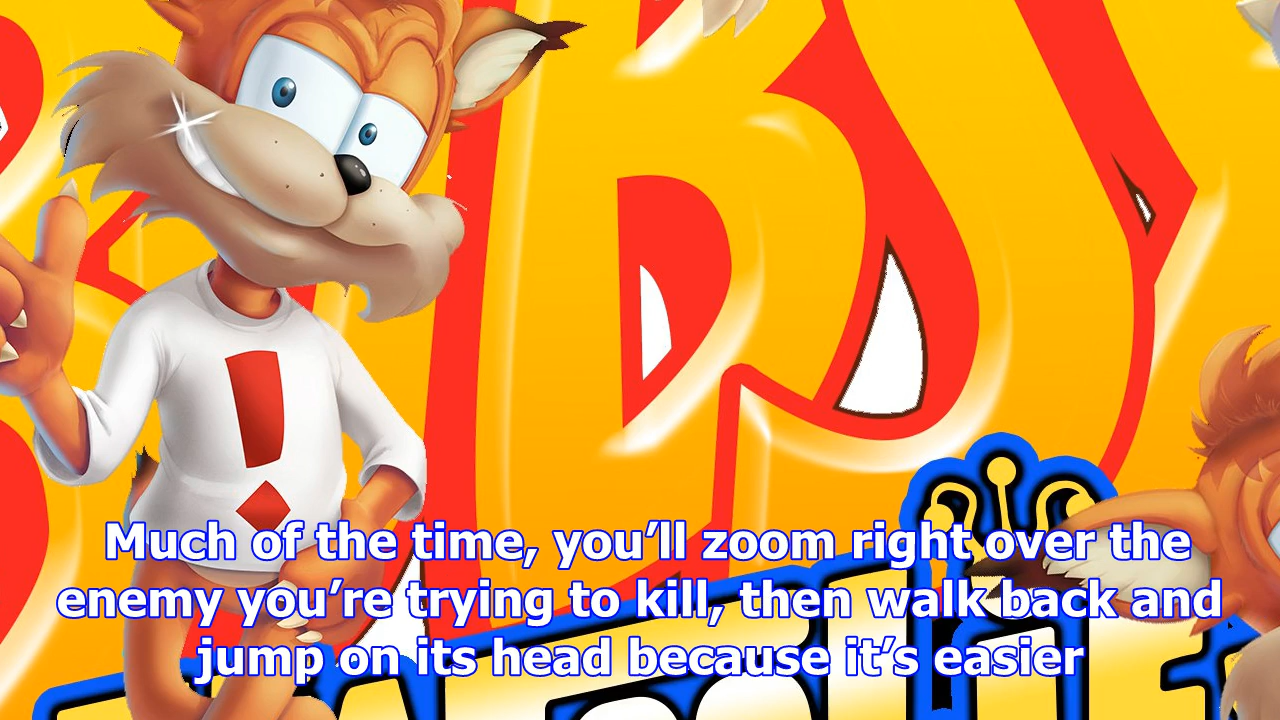 Much of the time, you’ll zoom right over the
enemy you’re trying to kill, then walk back and
jump on its head because it’s easier